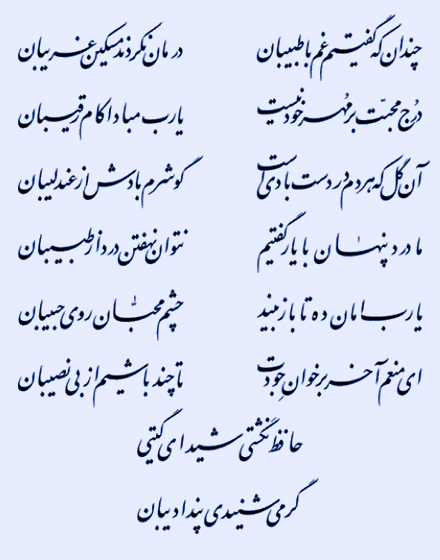 چندان که گفتیم غم با طبیبان درمان نکردند مسکین غریبان
درج محبت بر مهر خود نیست یارب مبادا کام رقیبان
آن گل که هر دم در دست بادیست گو شرم بادش از عندلیبان
ما درد پنهان با یار گفتیم نتوان نهفتن درد از طبیبان
یارب امان ده تا باز بیند چشم محبان روی حبیبان
ای منعم آخر بر خوان جودت تا چند باشیم از بی نصیبان
حافظ نگشتی شیدای گیتی
گر می شنیدی پند ادیبان